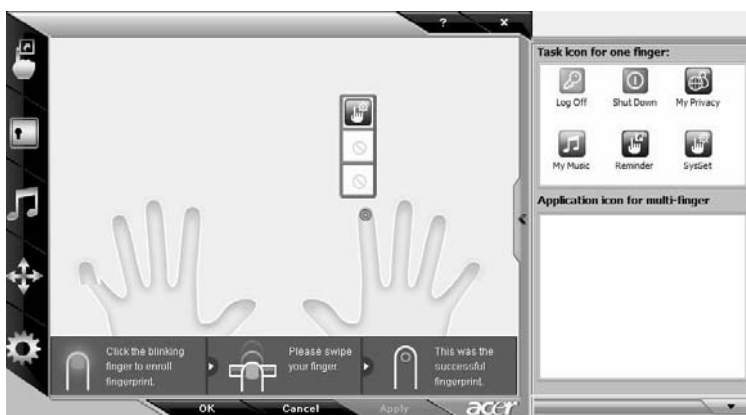 ? x
Task icon for one finger:
Log Off Shut Down My Privacy
My Music Reminder SysSet
Application icon for multi-finger
Click the blinking
finger to enroll
fingerprint.
Please swipe
your finger.
This was the
successful
fingerprint.
OK Cancel Apply acer